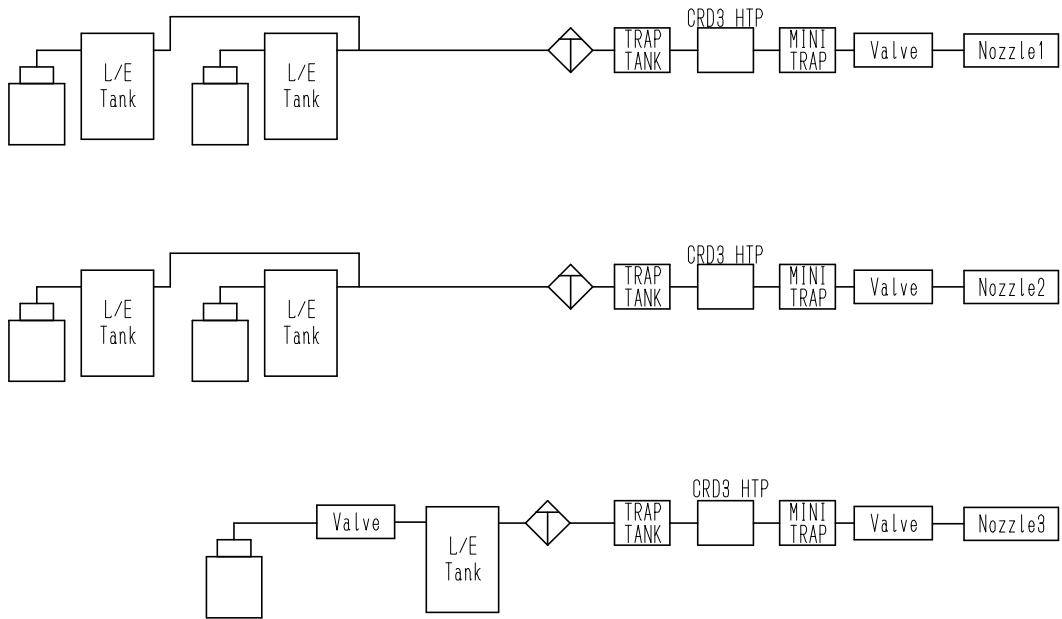 CRD3 HTP
L/E
Tank
L/E
Tank
TRAP
TANK
MINI
TRAP
Valve
Nozzle1
CRD3 HTP
L/E
Tank
L/E
Tank
TRAP
TANK
MINI
TRAP
Valve
Nozzle2
CRD3 HTP
Valve
L/E
Tank
TRAP
TANK
MINI
TRAP
Valve
Nozzle3